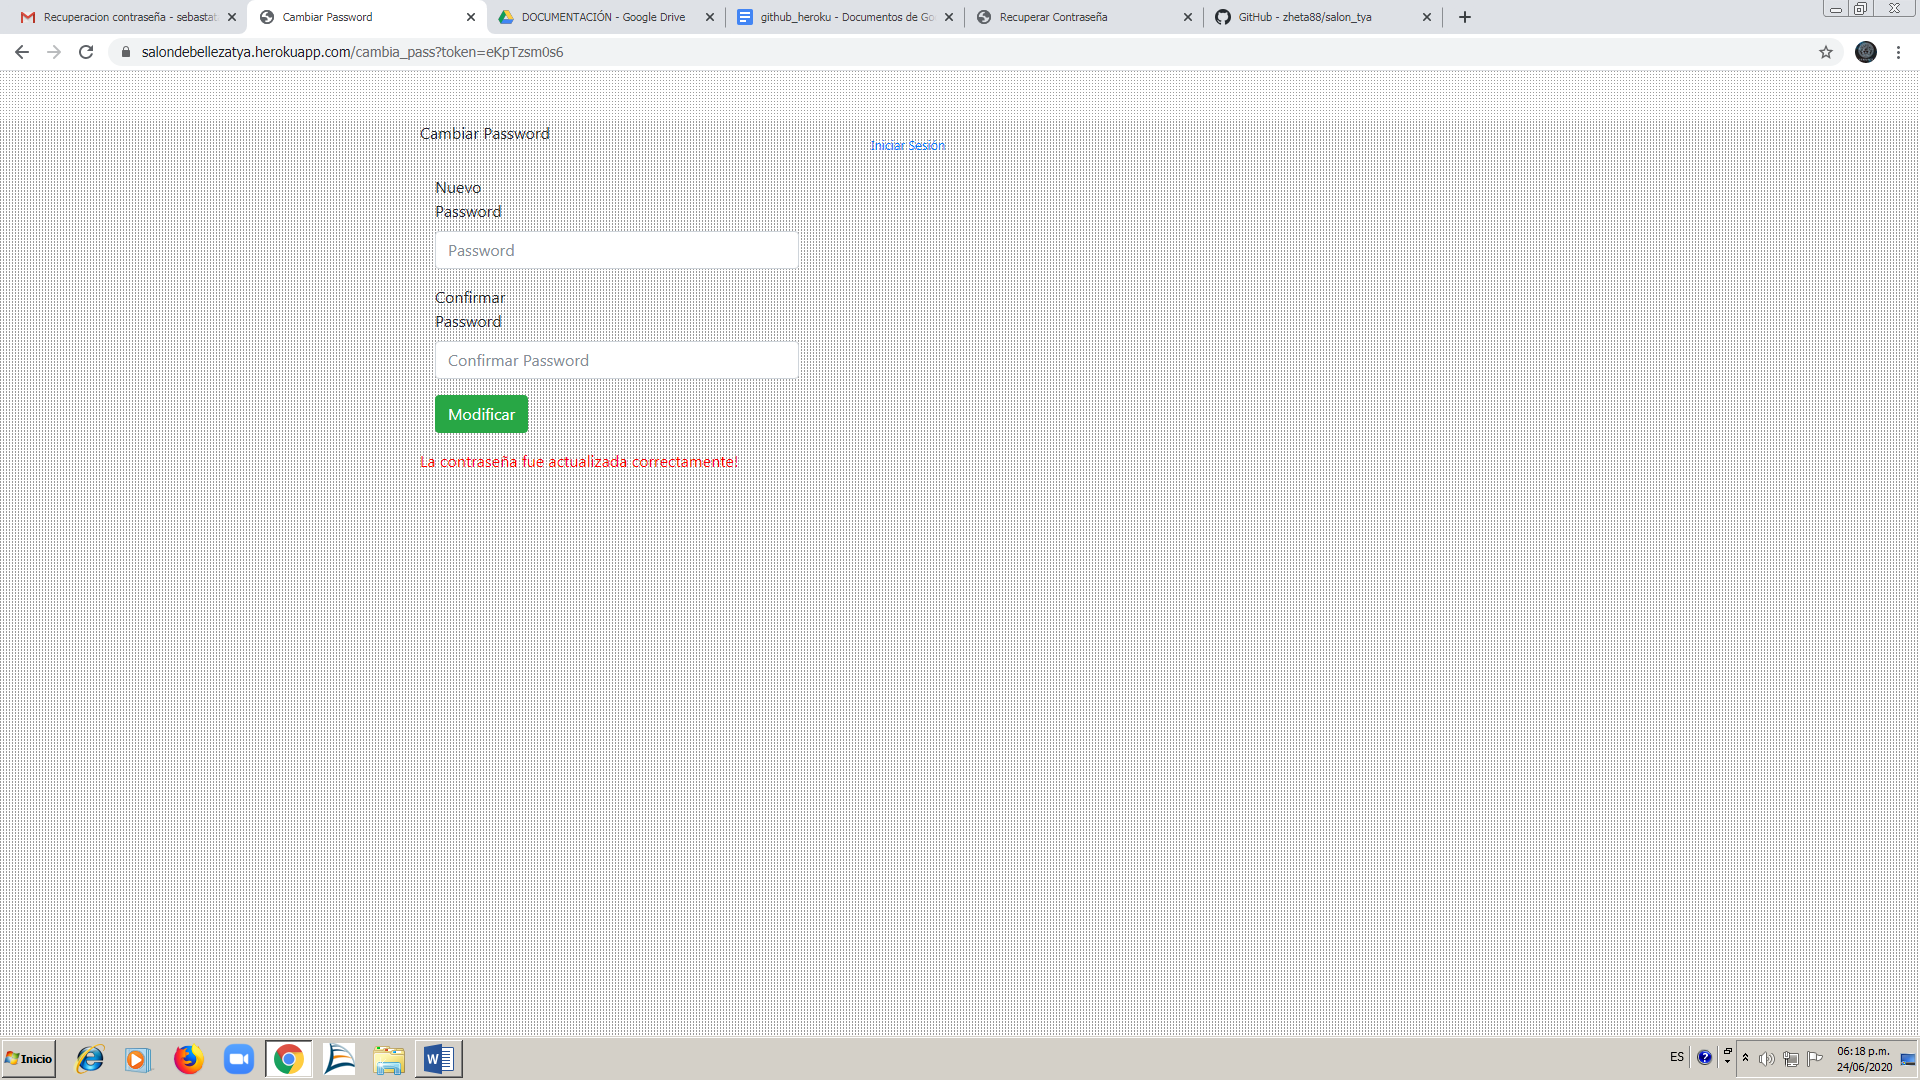 Recuperacion contraseña - sebastat
Cambiar Password
DOCUMENTACIÓN - Google Drive
github_heroku - Documentos de Go
Recuperar Contraseña
GitHub - zheta88/salon_tya
salondebellezatya.herokuapp.com/cambia_pass?token=eKpTzsm0s6
Cambiar Password
Iniciar Sesión
Nuevo
Password
Password
Confirmar
Password
Confirmar Password
Modificar
La contraseña fue actualizada correctamente!
Inicio
ES
06:18 p.m.
24/06/2020